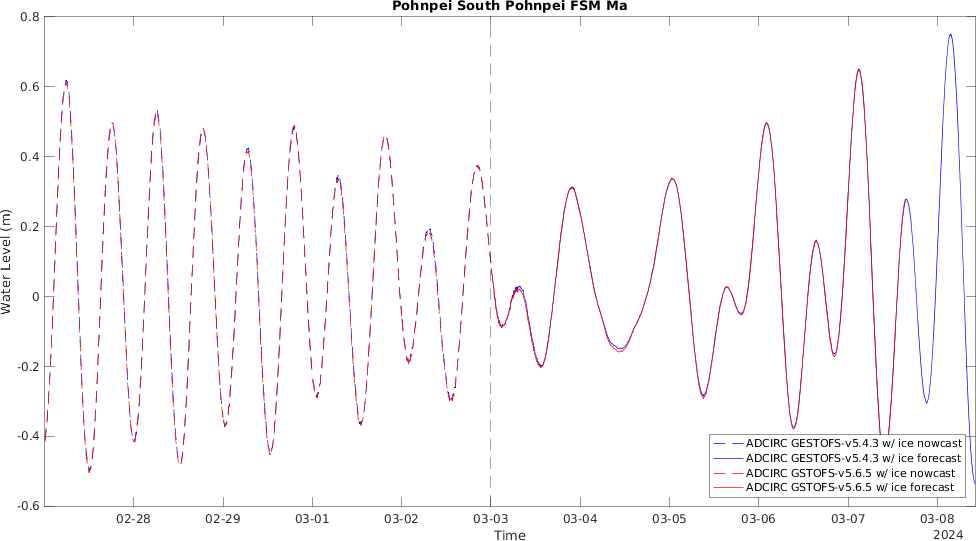 Pohnpei South Pohnpei FSM Ma
0.8
0.6
0.4
0.2
0
-0.2
-0.4
-0.6
Water Level (m)
02-28
02-29
03-01
03-02
03-03
03-04
03-05
03-06
03-07
03-08
2024
Time
ADCIRC GESTOFS-v5.4.3 w/ ice nowcast
ADCIRC GESTOFS-v5.4.3 w/ ice forecast
ADCIRC GSTOFS-v5.6.5 w/ ice nowcast
ADCIRC GSTOFS-v5.6.5 w/ ice forecast